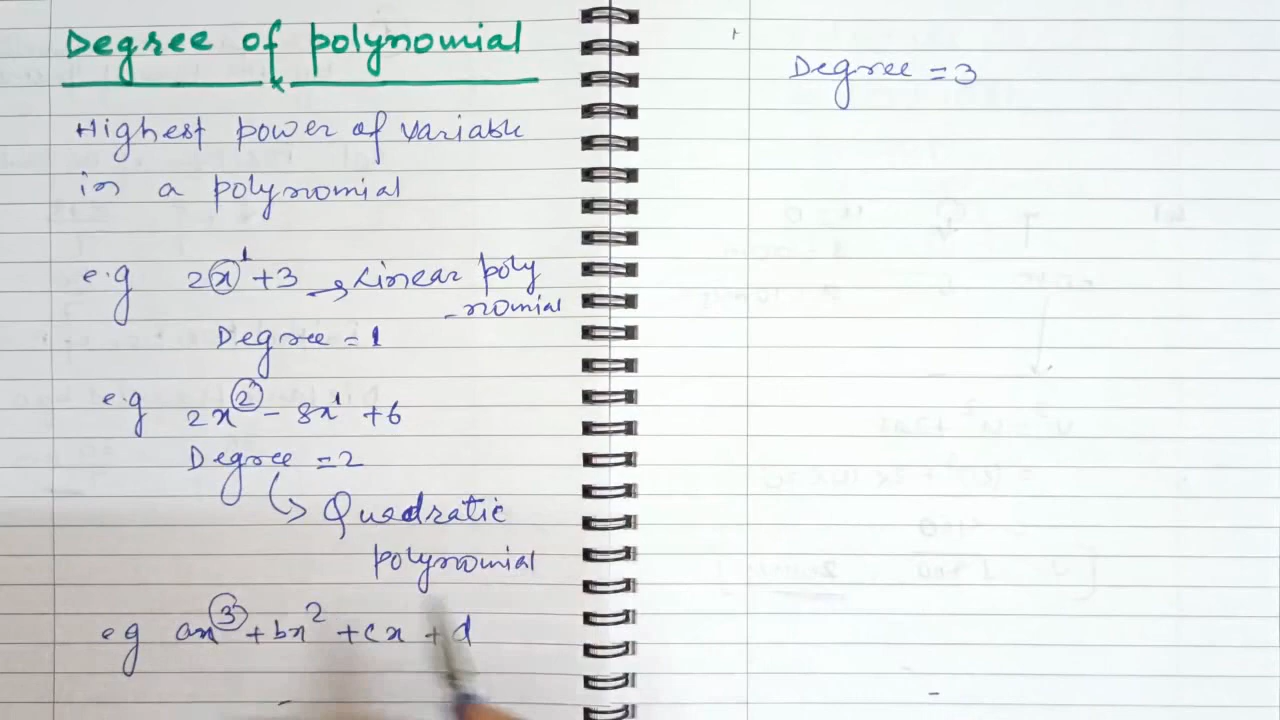 Degree of polynomial
Highest power of variable
in a polynomial
e.g 2x¹ + 3 → Linear poly
-nomial
Degree = 1
e.g 2x² - 8x¹ + 6
Degree = 2
→ Quadratic
polynomial
eg ax³ + bx² + cx + d
Degree = 3